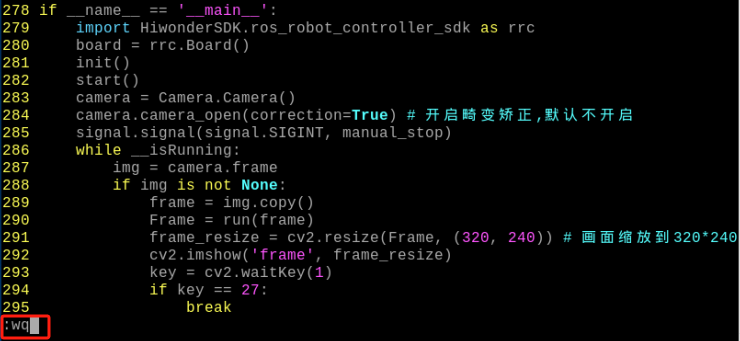 278 if __name__ == '__main__':
279     import HiwonderSDK.ros_robot_controller_sdk as rrc
280     board = rrc.Board()
281     init()
282     start()
283     camera = Camera.Camera()
284     camera.camera_open(correction=True) # 开启畸变矫正,默认不开启
285     signal.signal(signal.SIGINT, manual_stop)
286     while __isRunning:
287         img = camera.frame
288         if img is not None:
289             frame = img.copy()
290             Frame = run(frame)
291             frame_resize = cv2.resize(Frame, (320, 240)) # 画面缩放到320*240
292             cv2.imshow('frame', frame_resize)
293             key = cv2.waitKey(1)
294             if key == 27:
295                 break
:wq